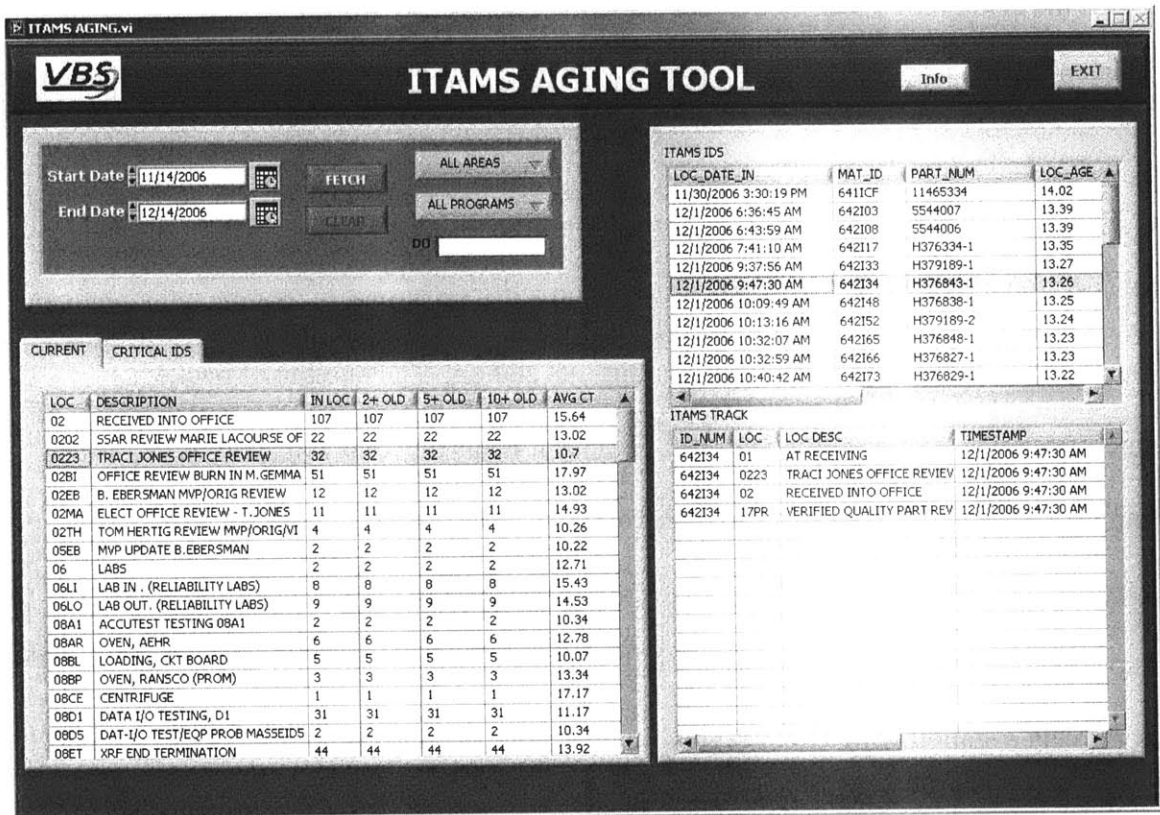 ITAMS AGING.vi
VBS
ITAMS AGING TOOL
Info
EXIT
Start Date 11/14/2006
FETCH
ALL AREAS
End Date 12/14/2006
CLEAR
ALL PROGRAMS
DO
ITAMS IDS
LOC_DATE_IN MAT_ID PART_NUM LOC_AGE
11/30/2006 3:30:19 PM 641ICF 11465334 14.02
12/1/2006 6:36:45 AM 642I03 5544007 13.39
12/1/2006 6:43:59 AM 642I08 5544006 13.39
12/1/2006 7:41:10 AM 642I17 H376334-1 13.35
12/1/2006 9:37:56 AM 642I33 H379189-1 13.27
12/1/2006 9:47:30 AM 642I34 H376843-1 13.26
12/1/2006 10:09:49 AM 642I48 H376838-1 13.25
12/1/2006 10:13:16 AM 642I52 H379189-2 13.24
12/1/2006 10:32:07 AM 642I65 H376848-1 13.23
12/1/2006 10:32:59 AM 642I66 H376827-1 13.23
12/1/2006 10:40:42 AM 642I73 H376829-1 13.22
CURRENT CRITICAL IDS
LOC DESCRIPTION IN LOC 2+ OLD 5+ OLD 10+ OLD AVG CT
02 RECEIVED INTO OFFICE 107 107 107 107 15.64
0202 SSAR REVIEW MARIE LACOURSE OF 22 22 22 22 13.02
0223 TRACI JONES OFFICE REVIEW 32 32 32 32 10.7
02BI OFFICE REVIEW BURN IN M.GEMMA 51 51 51 51 17.97
02EB B. EBERSMAN MVP/ORIG REVIEW 12 12 12 12 13.02
02MA ELECT OFFICE REVIEW - T.JONES 11 11 11 11 14.93
02TH TOM HERTIG REVIEW MVP/ORIG/VI 4 4 4 4 10.26
05EB MVP UPDATE B.EBERSMAN 2 2 2 2 10.22
06 LABS 2 2 2 2 12.71
06LI LAB IN . (RELIABILITY LABS) 8 8 8 8 15.43
06LO LAB OUT. (RELIABILITY LABS) 9 9 9 9 14.53
08A1 ACCUTEST TESTING 08A1 2 2 2 2 10.34
08AR OVEN, AEHR 6 6 6 6 12.78
08BL LOADING, CKT BOARD 5 5 5 5 10.07
08BP OVEN, RANSCO (PROM) 3 3 3 3 13.34
08CE CENTRIFUGE 1 1 1 1 17.17
08D1 DATA I/O TESTING, D1 31 31 31 31 11.17
08D5 DAT-I/O TEST/EQP PROB MASSEIDS 2 2 2 2 10.34
08ET XRF END TERMINATION 44 44 44 44 13.92
ITAMS TRACK
ID_NUM LOC LOC DESC TIMESTAMP
642I34 01 AT RECEIVING 12/1/2006 9:47:30 AM
642I34 0223 TRACI JONES OFFICE REVIEW 12/1/2006 9:47:30 AM
642I34 02 RECEIVED INTO OFFICE 12/1/2006 9:47:30 AM
642I34 17PR VERIFIED QUALITY PART REV 12/1/2006 9:47:30 AM